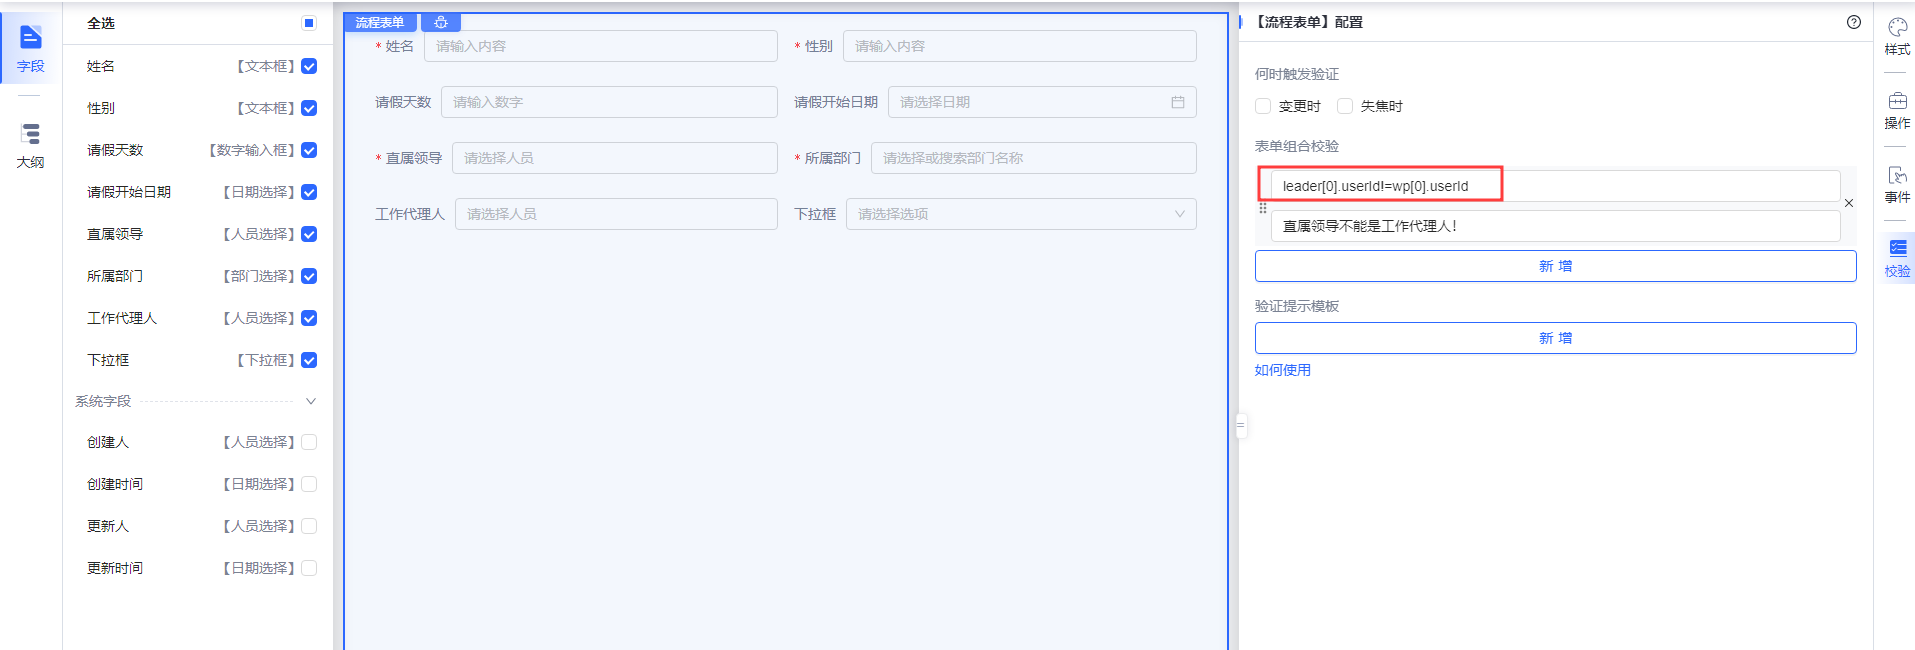 字段
大纲
全选
姓名 【文本框】
性别 【文本框】
请假天数 【数字输入框】
请假开始日期 【日期选择】
直属领导 【人员选择】
所属部门 【部门选择】
工作代理人 【人员选择】
下拉框 【下拉框】
系统字段
创建人 【人员选择】
创建时间 【日期选择】
更新人 【人员选择】
更新时间 【日期选择】
流程表单
* 姓名 请输入内容
* 性别 请输入内容
请假天数 请输入数字
请假开始日期 请选择日期
* 直属领导 请选择人员
* 所属部门 请选择或搜索部门名称
工作代理人 请选择人员
下拉框 请选择选项
【流程表单】配置
何时触发验证
变更时 失焦时
表单组合校验
leader[0].userId!=wp[0].userId
直属领导不能是工作代理人!
新 增
验证提示模板
新 增
如何使用
样式
操作
事件
校验